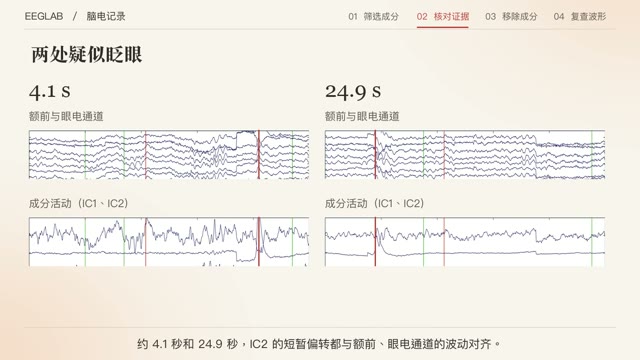 EEGLAB / 脑电记录
01 筛选成分 02 核对证据 03 移除成分 04 复查波形
两处疑似眨眼
4.1 s 24.9 s
额前与眼电通道 额前与眼电通道
成分活动（IC1、IC2） 成分活动（IC1、IC2）
约 4.1 秒和 24.9 秒，IC2 的短暂偏转都与额前、眼电通道的波动对齐。